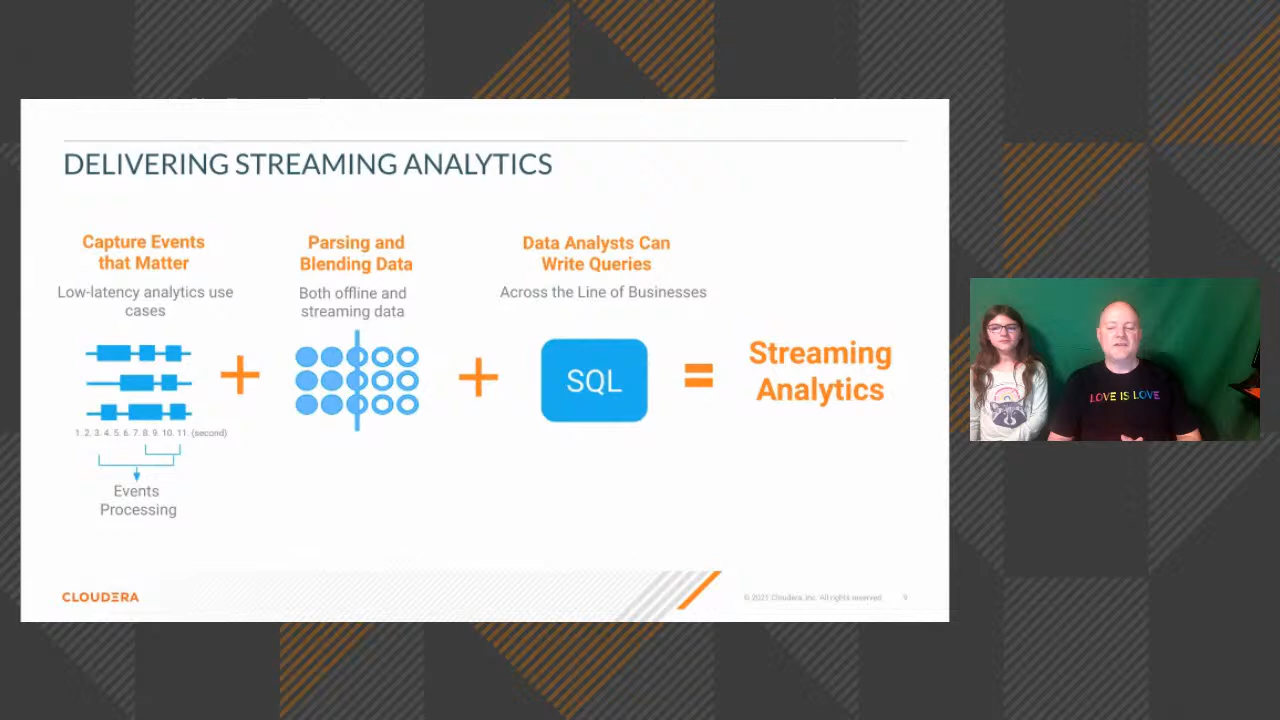 DELIVERING STREAMING ANALYTICS
Capture Events
that Matter
Low-latency analytics use
cases
1. 2. 3. 4. 5. 6. 7. 8. 9. 10. 11. (second)
Events
Processing
Parsing and
Blending Data
Both offline and
streaming data
Data Analysts Can
Write Queries
Across the Line of Businesses
SQL
Streaming
Analytics
CLOUDERA
© 2021 Cloudera, Inc. All rights reserved.
9
LOVE IS LOVE